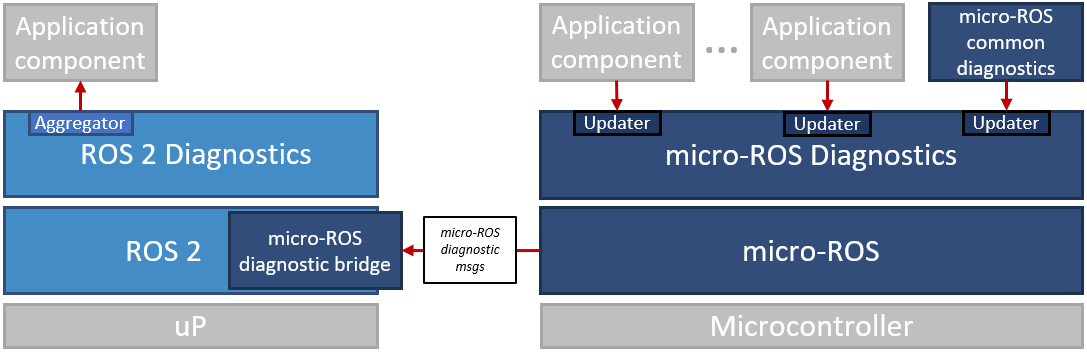 Application
component
Aggregator
ROS 2 Diagnostics
ROS 2
micro-ROS
diagnostic bridge
uP
micro-ROS
diagnostic
msgs
Application
component
...
Application
component
micro-ROS
common
diagnostics
Updater
Updater
Updater
micro-ROS Diagnostics
micro-ROS
Microcontroller